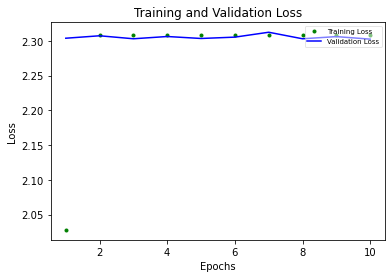 Training and Validation Loss
Training Loss
Validation Loss
2.30
2.25
2.20
2.15
2.10
2.05
Loss
2
4
6
8
10
Epochs